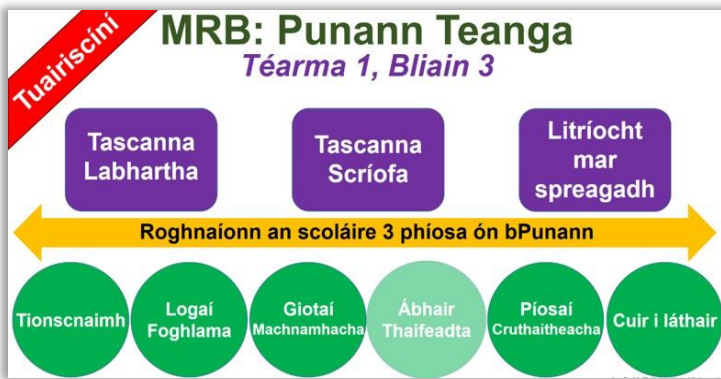 Tuairiscíní
MRB: Punann Teanga
Téarma 1, Bliain 3
Tascanna
Labhartha
Tascanna
Scríofa
Litríocht
mar
spreagadh
Roghnaíonn an scoláire 3 phíosa ón bPunann
Tionscnaimh
Logaí
Foghlama
Giotaí
Machnamhacha
Ábhair
Thaifeadta
Píosaí
Cruthaitheacha
Cuir i láthair